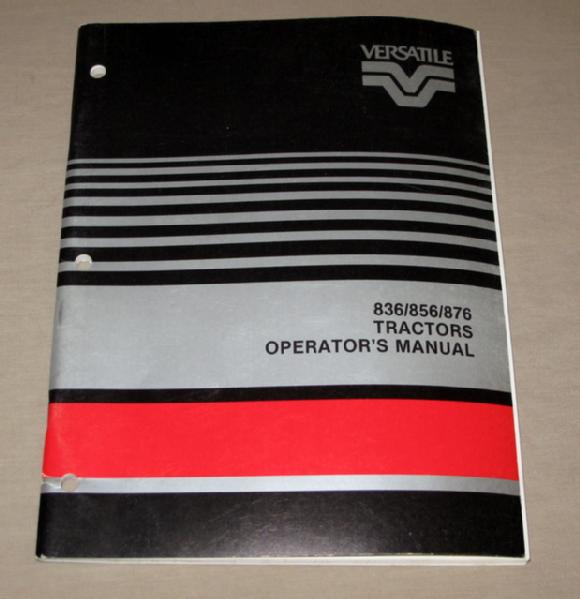 VERSATILE
836/856/876
TRACTORS
OPERATOR'S MANUAL